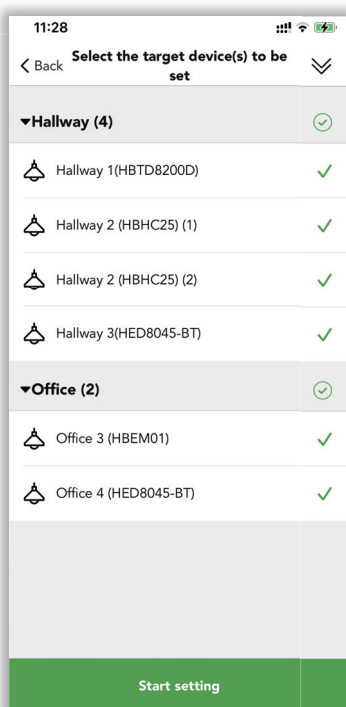 11:28
Back
Select the target device(s) to be
set
Hallway (4)
Hallway 1(HBTD8200D)
Hallway 2 (HBHC25) (1)
Hallway 2 (HBHC25) (2)
Hallway 3(HED8045-BT)
Office (2)
Office 3 (HBEM01)
Office 4 (HED8045-BT)
Start setting